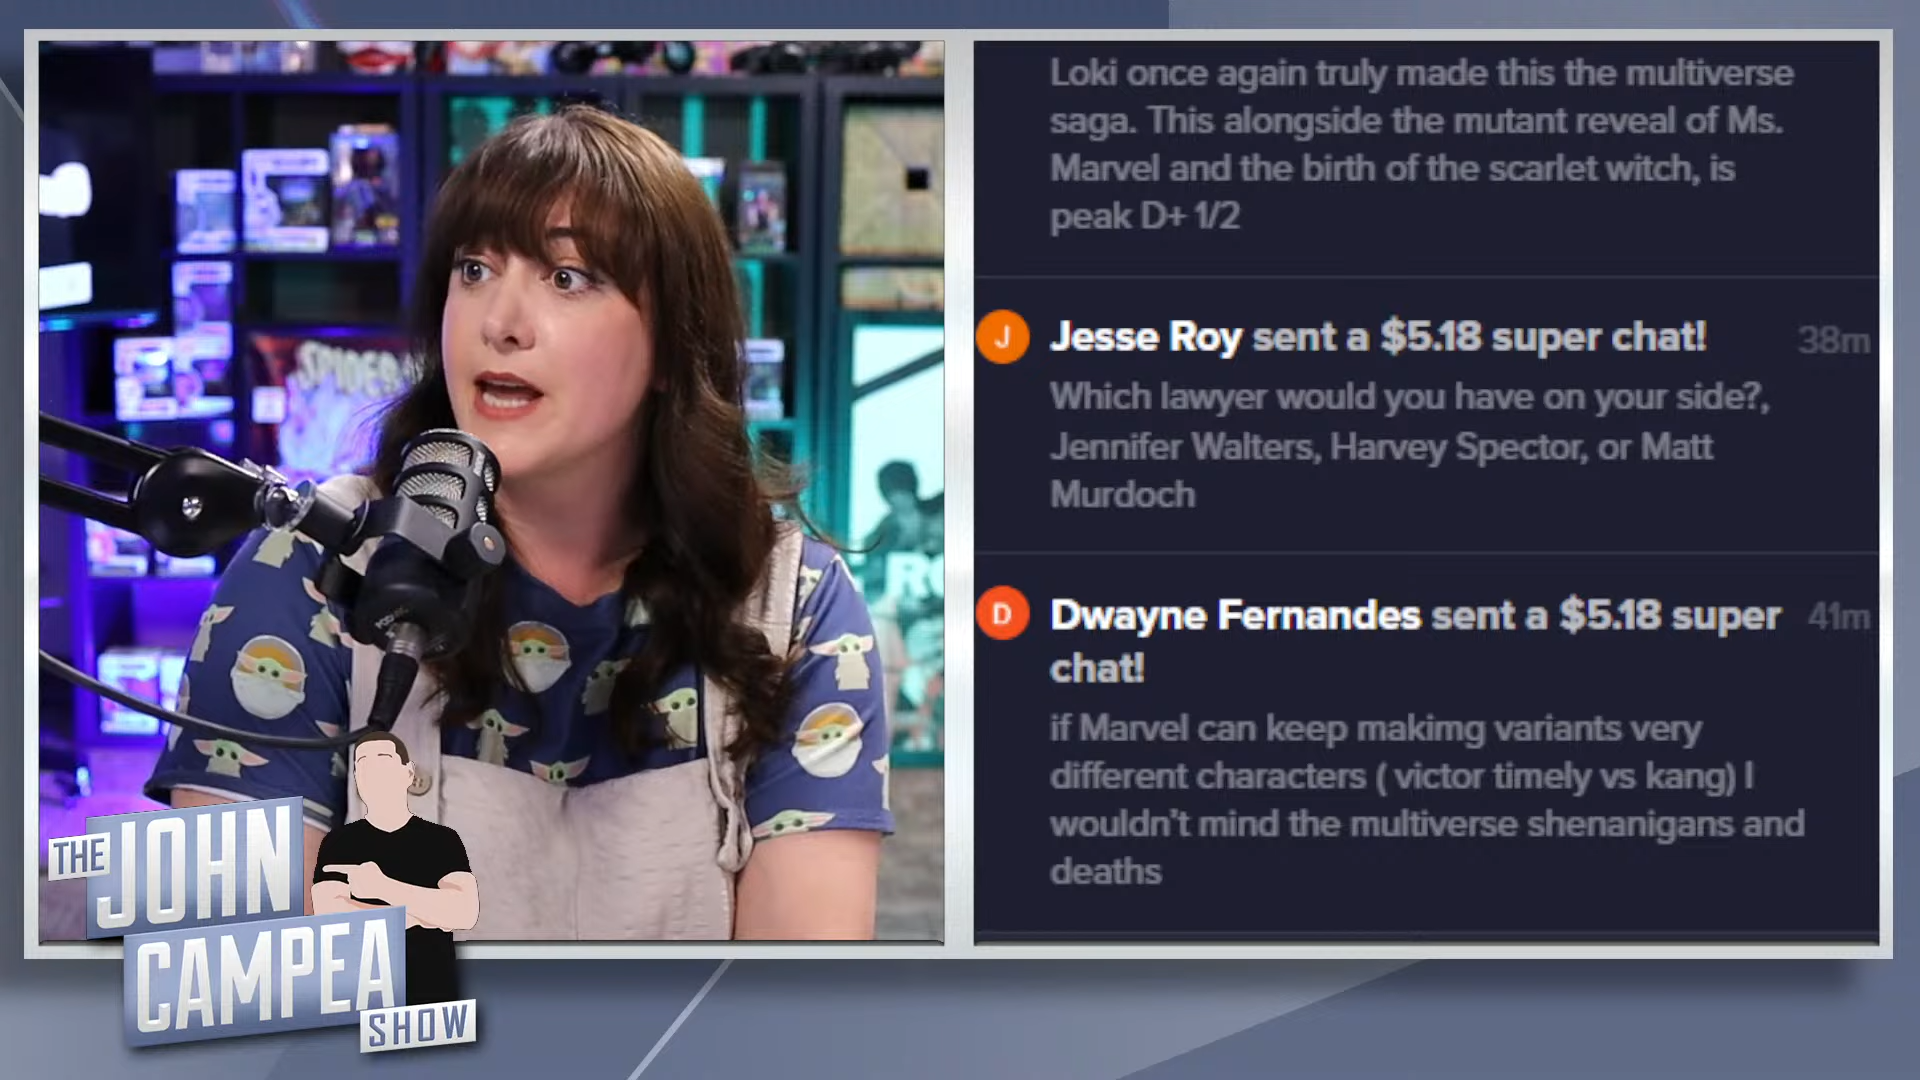 Loki once again truly made this the multiverse
saga. This alongside the mutant reveal of Ms.
Marvel and the birth of the scarlet witch, is
peak D+ 1/2
J
Jesse Roy sent a $5.18 super chat!
38m
Which lawyer would you have on your side?,
Jennifer Walters, Harvey Spector, or Matt
Murdoch
D
Dwayne Fernandes sent a $5.18 super
41m
chat!
if Marvel can keep makimg variants very
different characters ( victor timely vs kang) I
wouldn't mind the multiverse shenanigans and
deaths
THE
JOHN
CAMPEA
SHOW